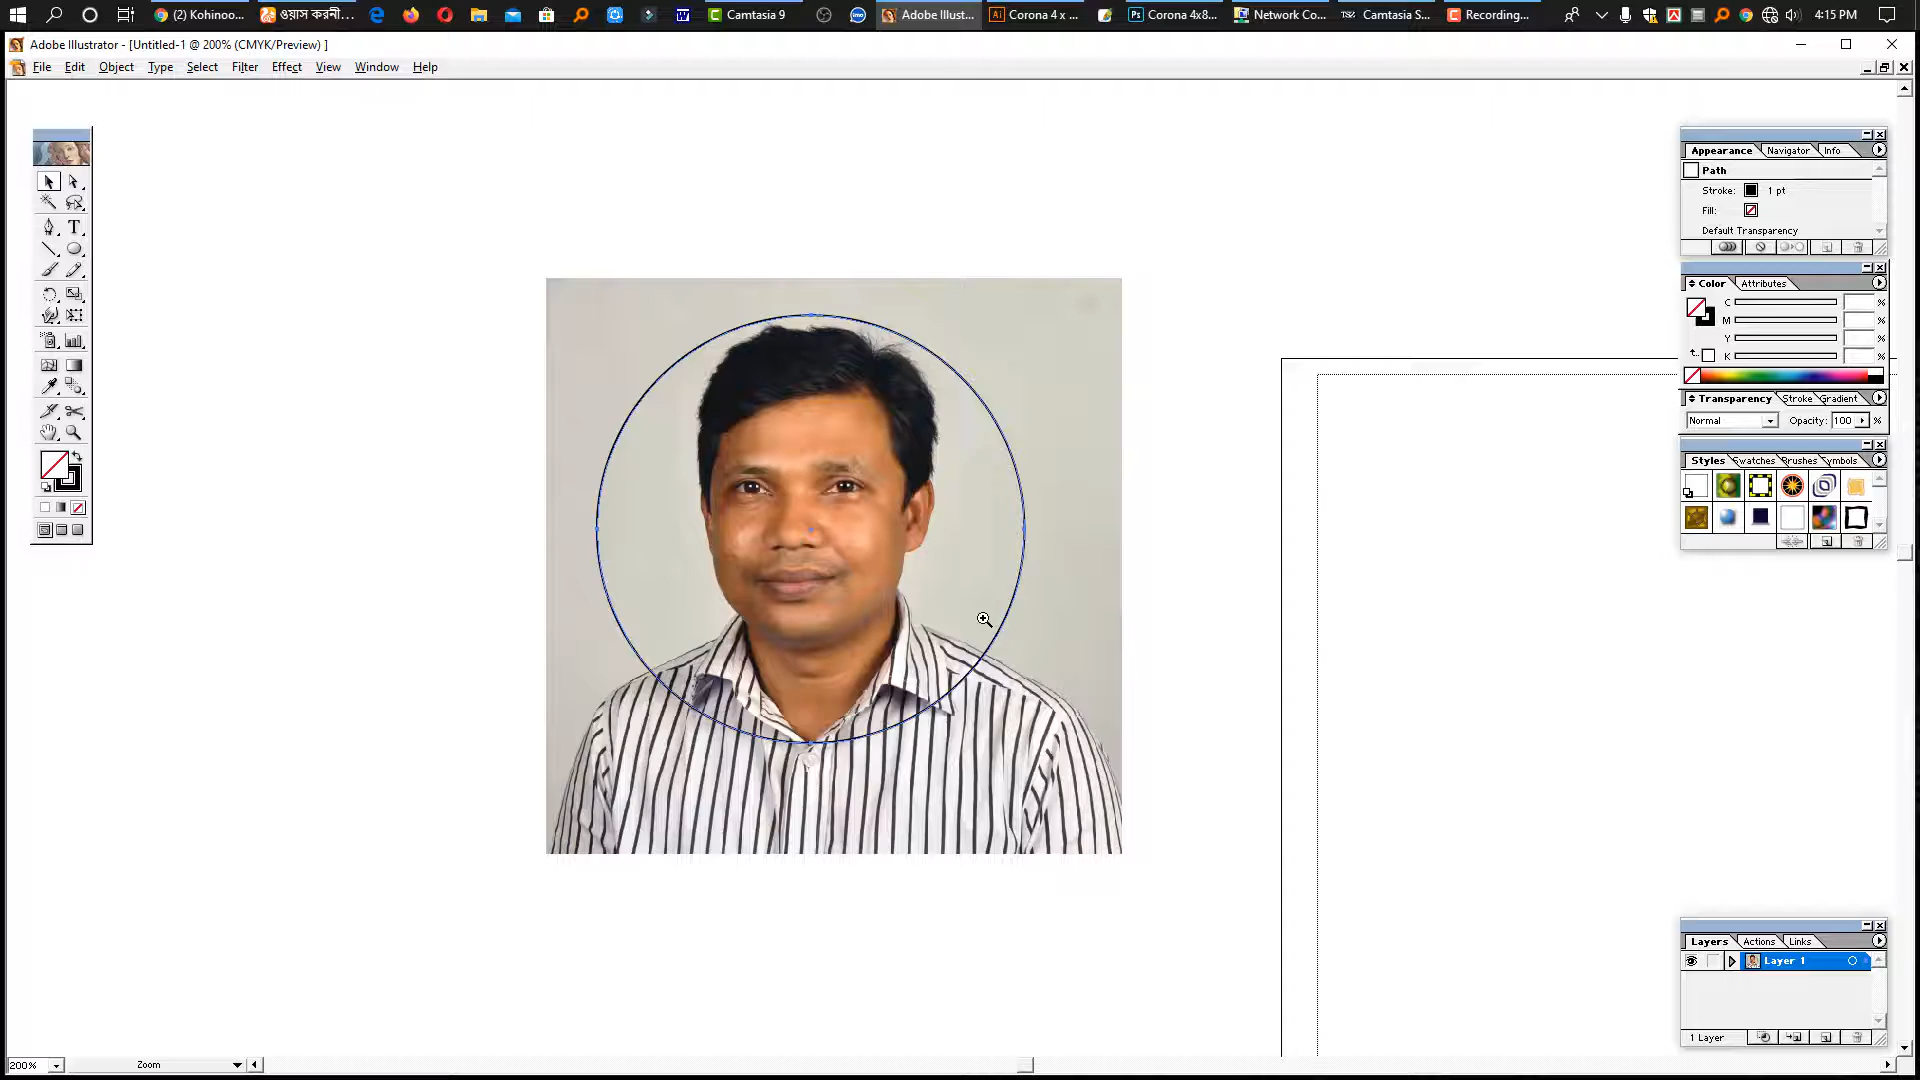 (2) Kohinoo...
ওয়াস করনী...
Camtasia 9
Adobe Illust...
Corona 4 x ...
Corona 4x8...
Network Co...
Camtasia S...
Recording...
4:15 PM
Adobe Illustrator - [Untitled-1 @ 200% (CMYK/Preview) ]
File Edit Object Type Select Filter Effect View Window Help
Appearance Navigator Info
Path
Stroke: 1 pt
Fill:
Default Transparency
Color Attributes
C %
M %
Y %
K %
Transparency Stroke Gradient
Normal Opacity: 100 %
Styles Swatches Brushes Symbols
Layers Actions Links
Layer 1
1 Layer
200% Zoom